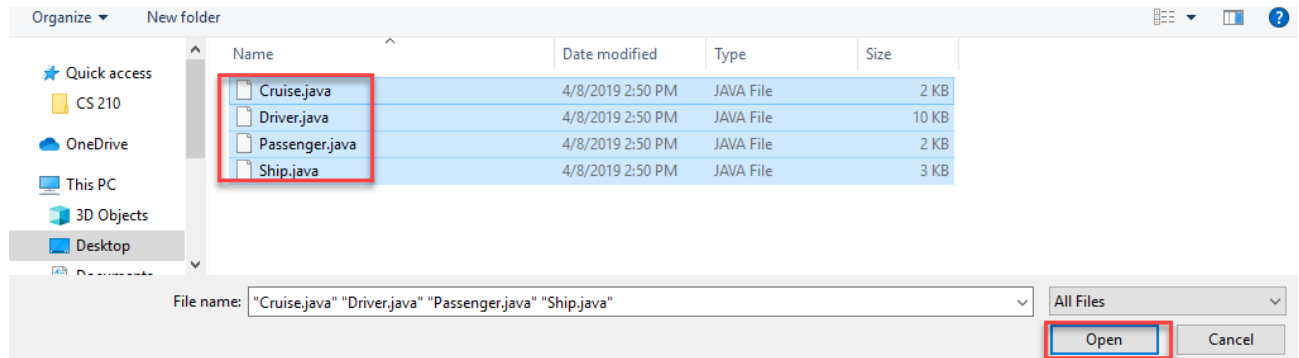 Organize New folder
Name Date modified Type Size
Quick access
CS 210
OneDrive
This PC
3D Objects
Desktop
Documents
Cruise.java 4/8/2019 2:50 PM JAVA File 2 KB
Driver.java 4/8/2019 2:50 PM JAVA File 10 KB
Passenger.java 4/8/2019 2:50 PM JAVA File 2 KB
Ship.java 4/8/2019 2:50 PM JAVA File 3 KB
File name: "Cruise.java" "Driver.java" "Passenger.java" "Ship.java" All Files
Open Cancel